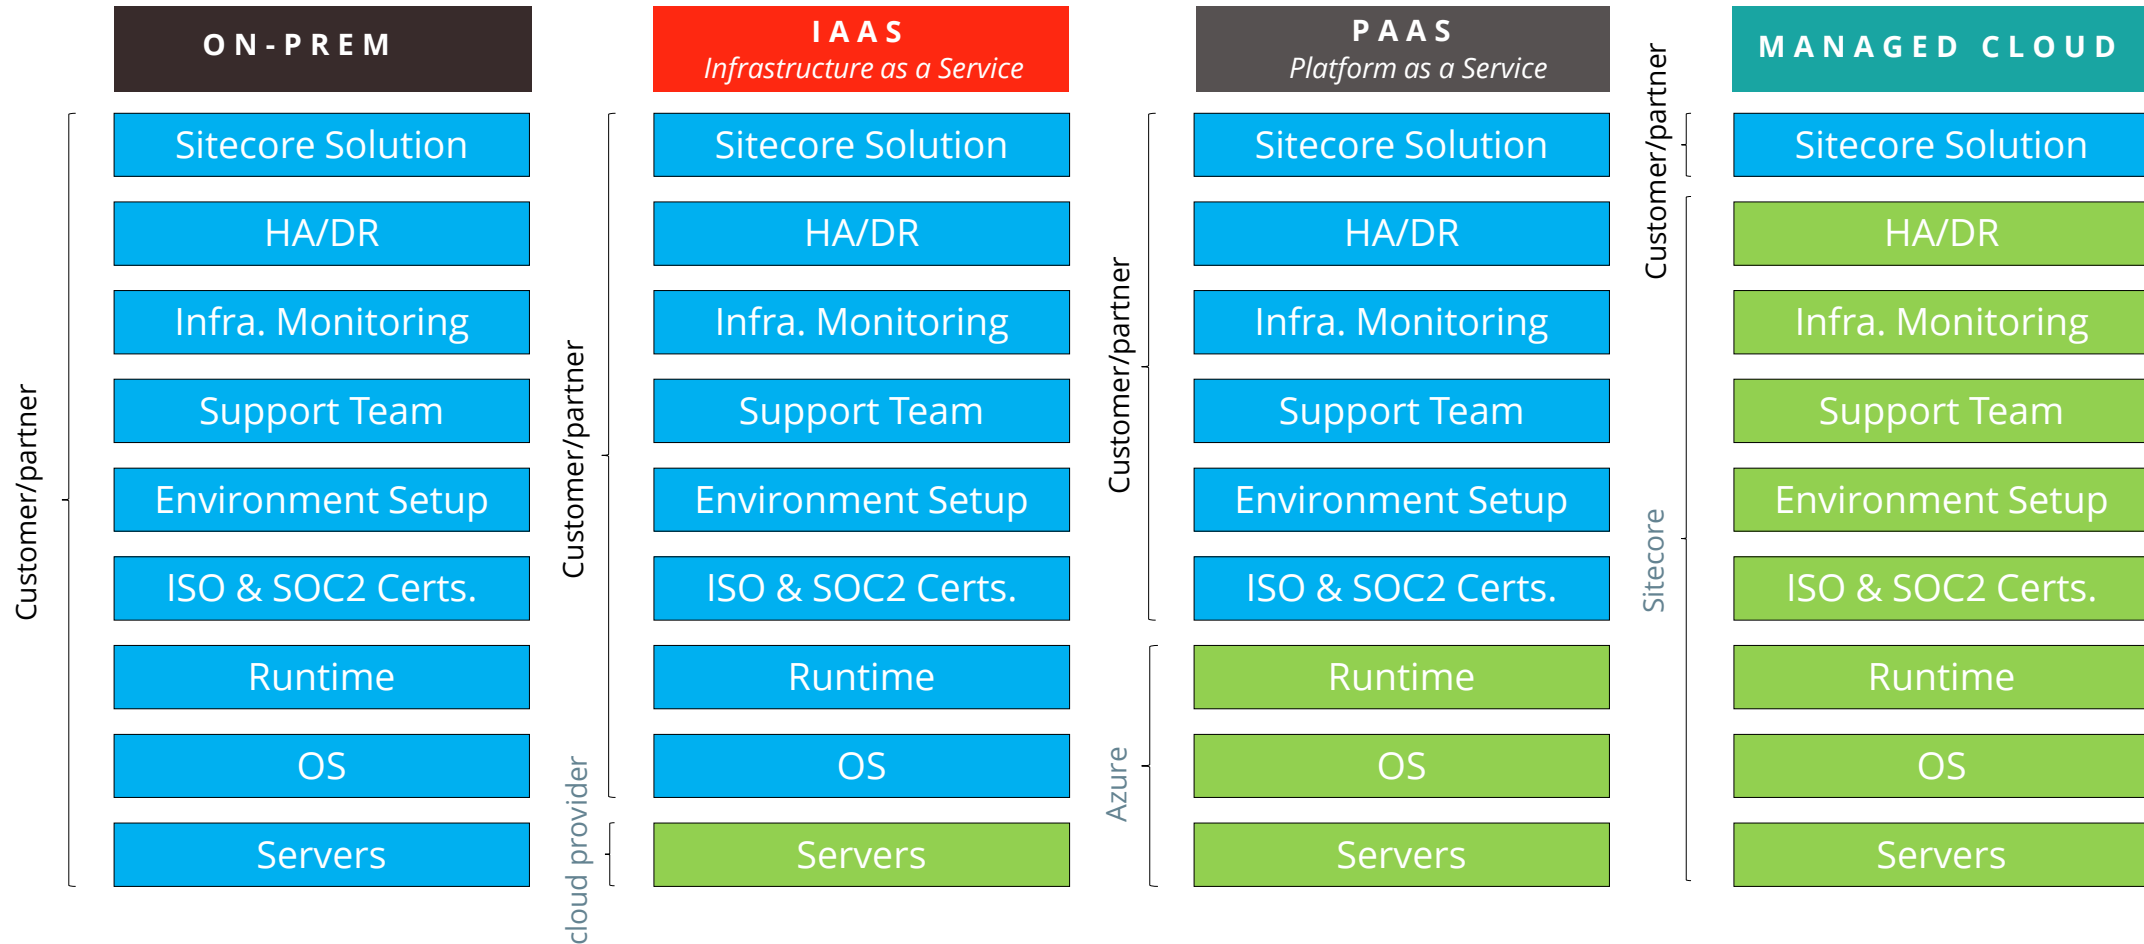 ON-PREM
Customer/partner
Sitecore Solution
HA/DR
Infra. Monitoring
Support Team
Environment Setup
ISO & SOC2 Certs.
Runtime
OS
Servers
IAAS
Infrastructure as a Service
Customer/partner
cloud provider
Sitecore Solution
HA/DR
Infra. Monitoring
Support Team
Environment Setup
ISO & SOC2 Certs.
Runtime
OS
Servers
PAAS
Platform as a Service
Customer/partner
Azure
Sitecore Solution
HA/DR
Infra. Monitoring
Support Team
Environment Setup
ISO & SOC2 Certs.
Runtime
OS
Servers
MANAGED CLOUD
Customer/partner
Sitecore
Sitecore Solution
HA/DR
Infra. Monitoring
Support Team
Environment Setup
ISO & SOC2 Certs.
Runtime
OS
Servers